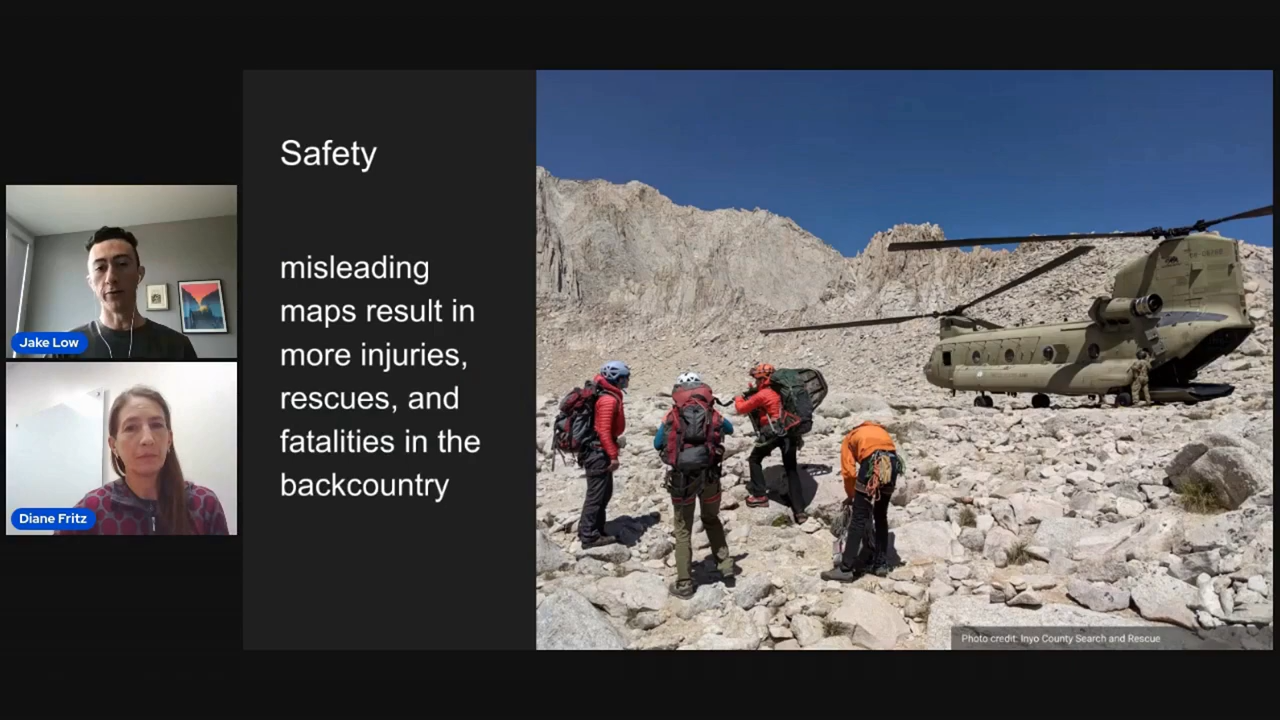 Safety
misleading
maps result in
more injuries,
rescues, and
fatalities in the
backcountry
Jake Low
Diane Fritz
Photo credit: Inyo County Search and Rescue